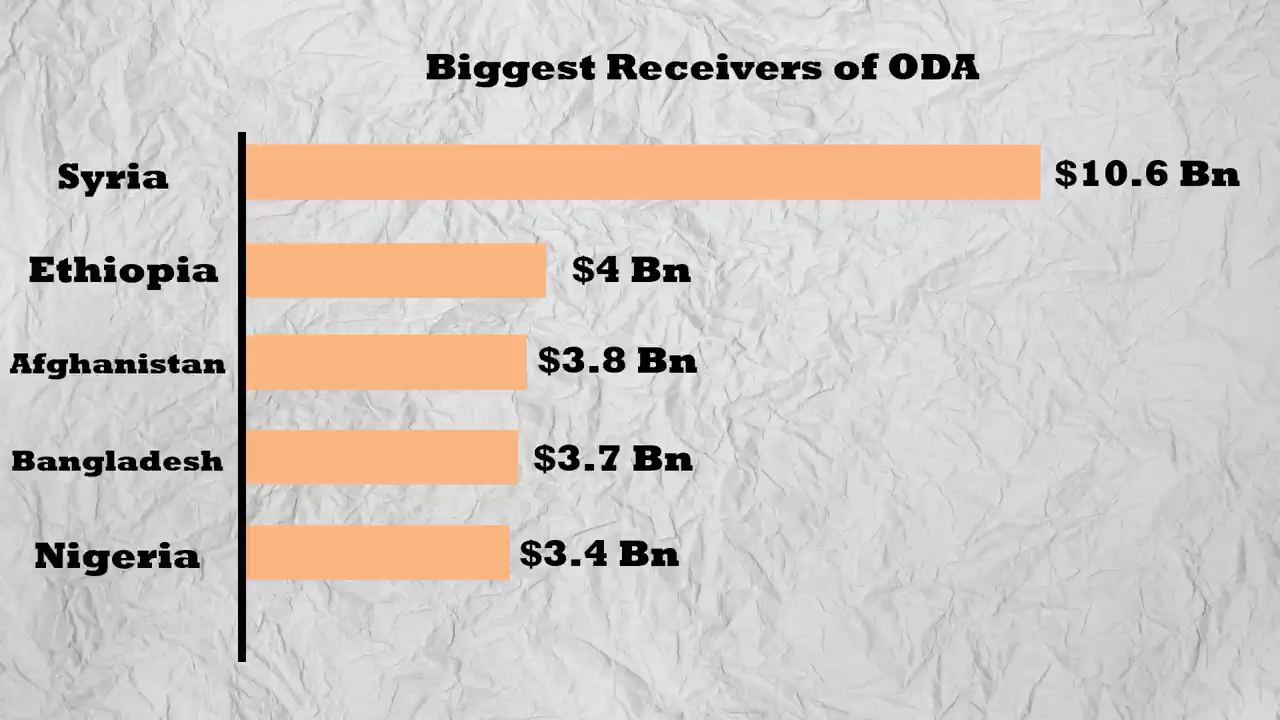 Biggest Receivers of ODA
Syria $10.6 Bn
Ethiopia $4 Bn
Afghanistan $3.8 Bn
Bangladesh $3.7 Bn
Nigeria $3.4 Bn